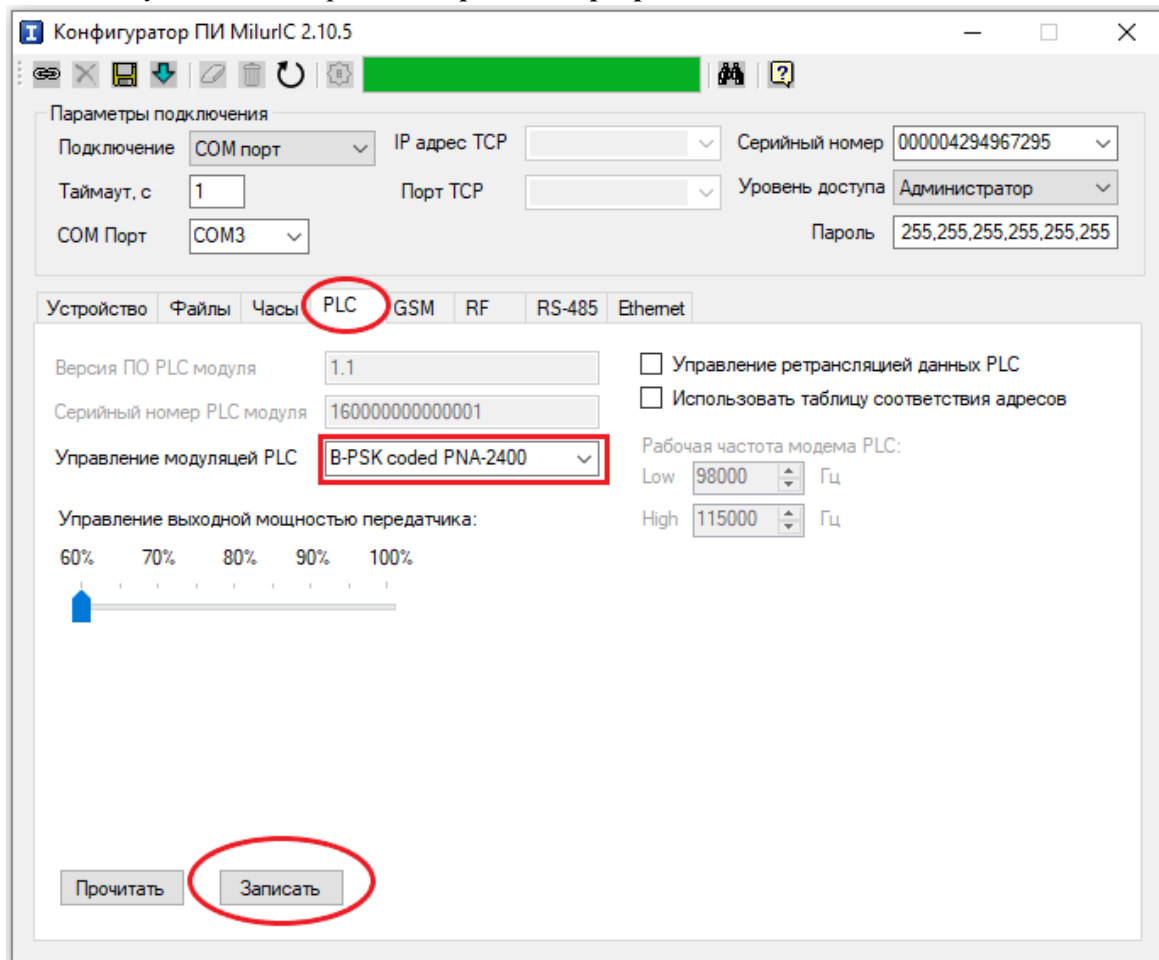 Конфигуратор ПИ MilurIC 2.10.5
Параметры подключения
Подключение COM порт IP адрес TCP Серийный номер 000004294967295
Таймаут, с 1 Порт TCP Уровень доступа Администратор
COM Порт COM3 Пароль 255,255,255,255,255,255
Устройство Файлы Часы PLC GSM RF RS-485 Ethernet
Версия ПО PLC модуля 1.1 Управление ретрансляцией данных PLC
Серийный номер PLC модуля 160000000000001 Использовать таблицу соответствия адресов
Управление модуляцей PLC B-PSK coded PNA-2400 Рабочая частота модема PLC:
Low 98000 Гц
Управление выходной мощностью передатчика: High 115000 Гц
60% 70% 80% 90% 100%
Прочитать Записать